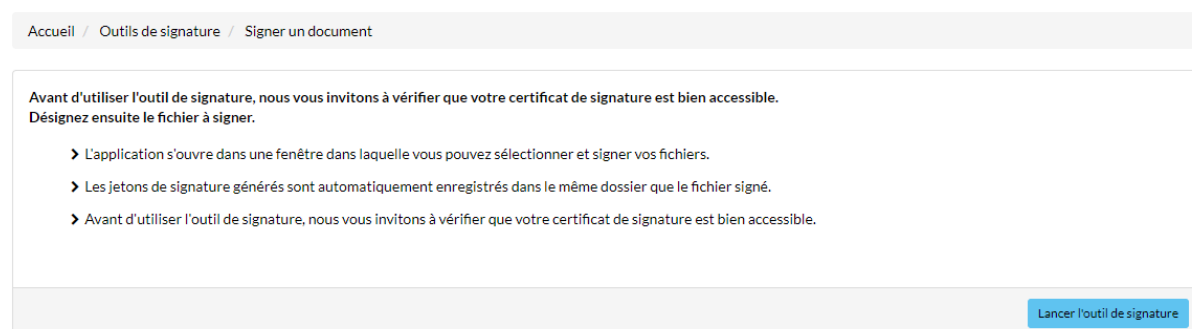 Accueil / Outils de signature / Signer un document
Avant d'utiliser l'outil de signature, nous vous invitons à vérifier que votre certificat de signature est bien accessible.
Désignez ensuite le fichier à signer.
L'application s'ouvre dans une fenêtre dans laquelle vous pouvez sélectionner et signer vos fichiers.
Les jetons de signature générés sont automatiquement enregistrés dans le même dossier que le fichier signé.
Avant d'utiliser l'outil de signature, nous vous invitons à vérifier que votre certificat de signature est bien accessible.
Lancer l'outil de signature